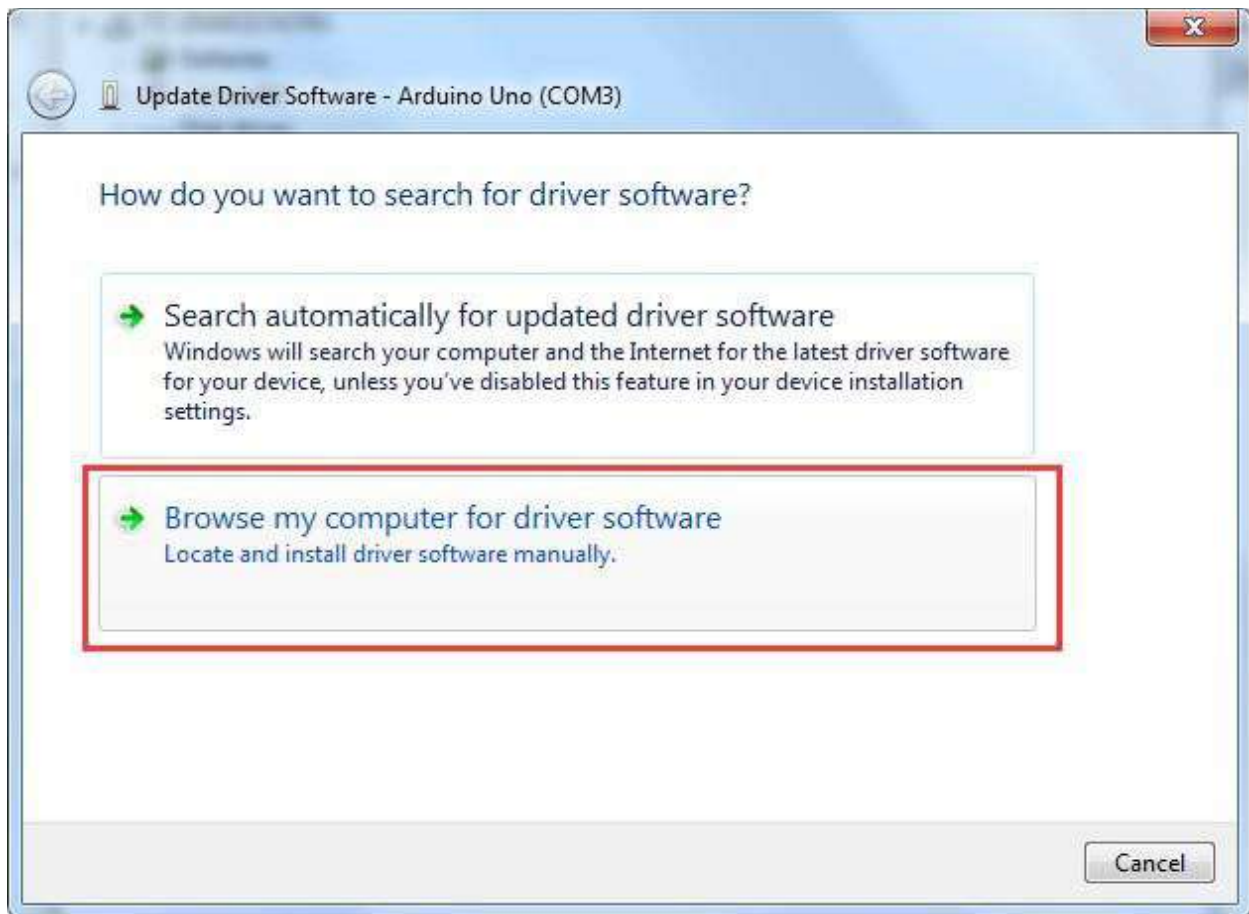 Update Driver Software - Arduino Uno (COM3)
How do you want to search for driver software?
Search automatically for updated driver software
Windows will search your computer and the Internet for the latest driver software
for your device, unless you've disabled this feature in your device installation
settings.
Browse my computer for driver software
Locate and install driver software manually.
Cancel